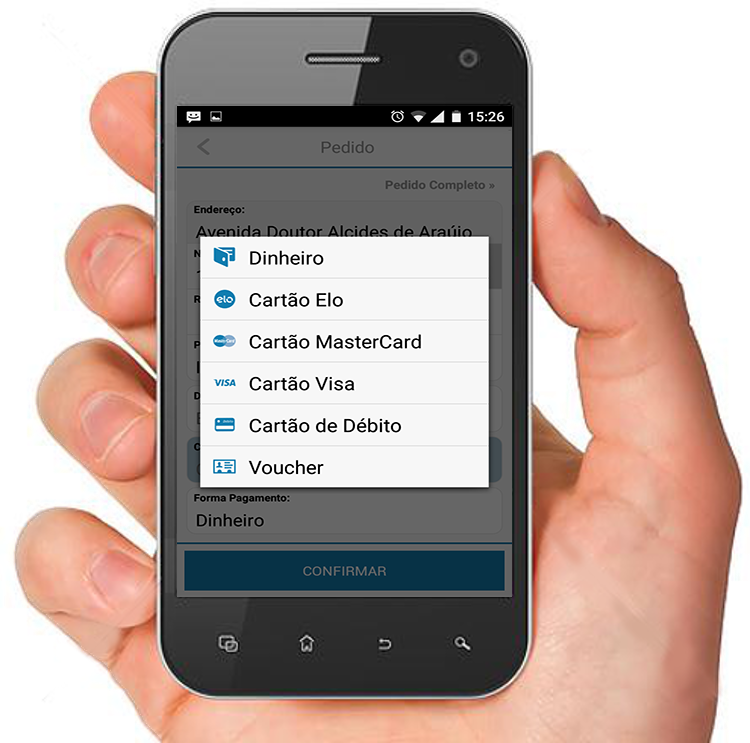 15:26
Pedido
Pedido Completo »
Endereço:
Avenida Doutor Alcides de Araújo
Dinheiro
elo Cartão Elo
MasterCard Cartão MasterCard
VISA Cartão Visa
Cartão de Débito
Voucher
Forma Pagamento:
Dinheiro
CONFIRMAR